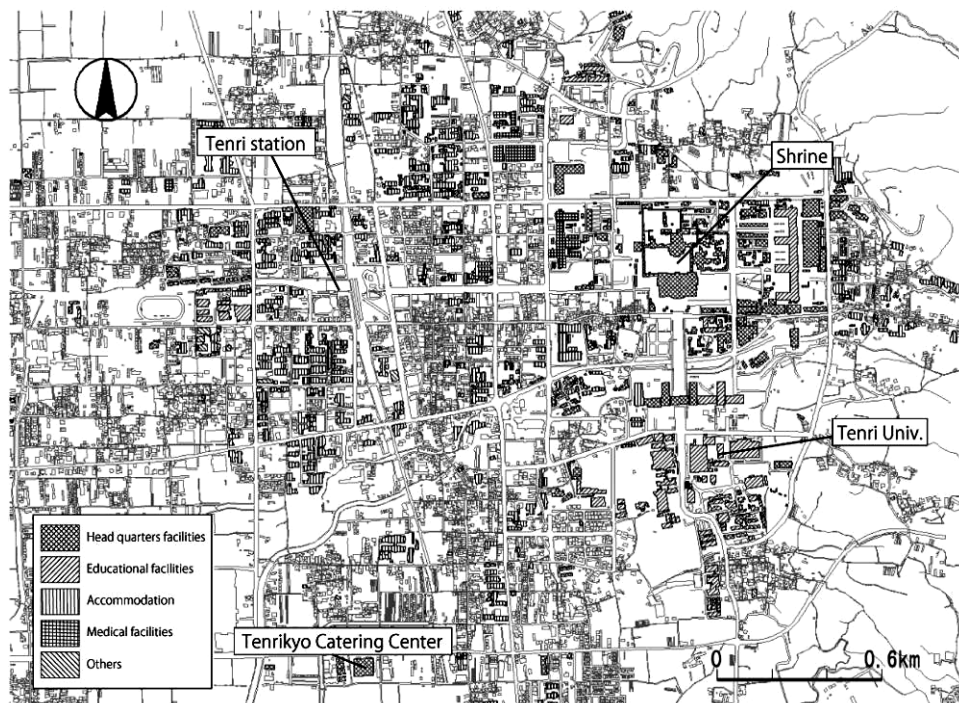 Tenri station
Shrine
Tenri Univ.
Head quarters facilities
Educational facilities
Accommodation
Medical facilities
Others
Tenrikyo Catering Center
0 0.6km